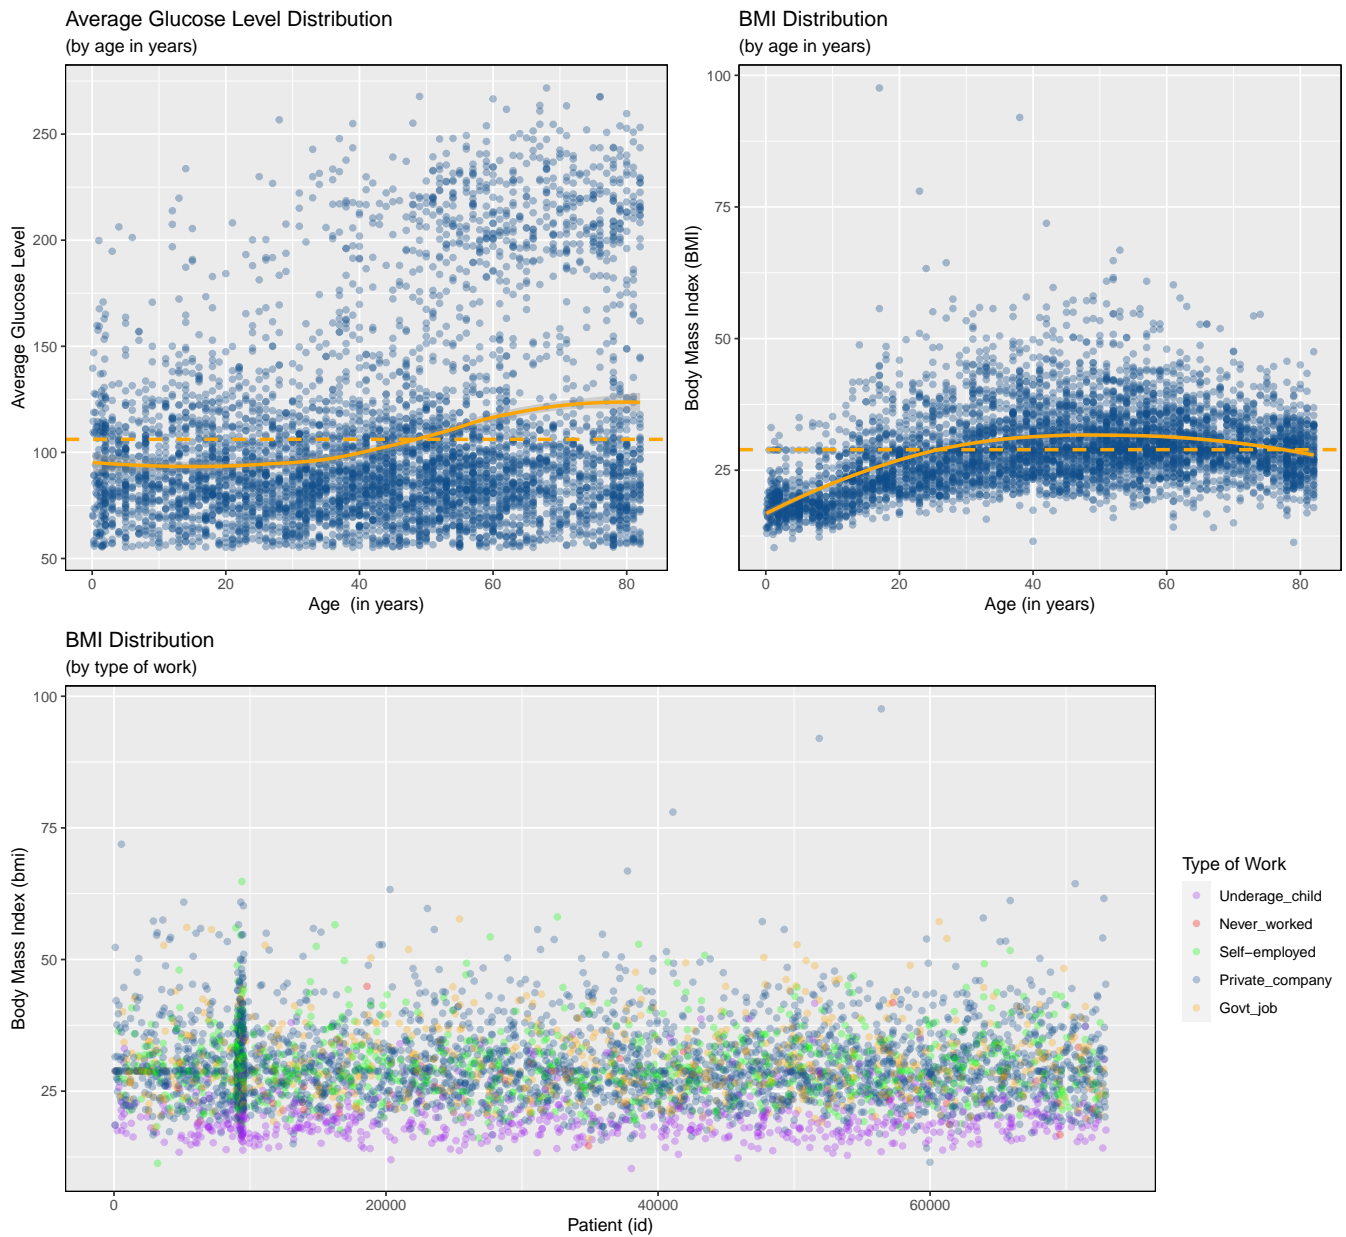 Average Glucose Level Distribution
(by age in years)
Average Glucose Level
250
200
150
100
50
0
20
40
60
80
Age  (in years)
BMI Distribution
(by age in years)
Body Mass Index (BMI)
100
75
50
25
0
20
40
60
80
Age (in years)
BMI Distribution
(by type of work)
Body Mass Index (bmi)
100
75
50
25
0
20000
40000
60000
Patient (id)
Type of Work
Underage_child
Never_worked
Self−employed
Private_company
Govt_job